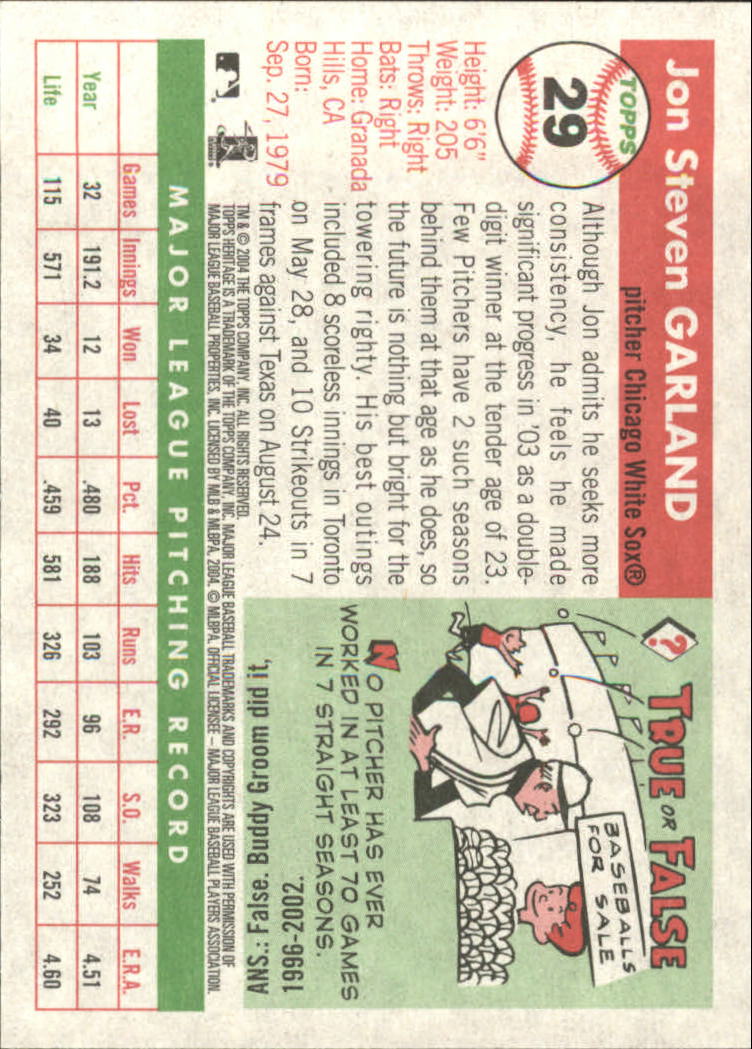 Jon Steven GARLAND
pitcher Chicago White Sox®
TOPPS
29
Height: 6'6"
Weight: 205
Throws: Right
Bats: Right
Home: Granada
Hills, CA
Born:
Sep. 27, 1979
Although Jon admits he seeks more
consistency, he feels he made
significant progress in '03 as a double-
digit winner at the tender age of 23.
Few Pitchers have 2 such seasons
behind them at that age as he does, so
the future is nothing but bright for the
towering righty. His best outings
included 8 scoreless innings in Toronto
on May 28, and 10 Strikeouts in 7
frames against Texas on August 24.
TM & © 2004 THE TOPPS COMPANY, INC. ALL RIGHTS RESERVED.
TOPPS HERITAGE IS A TRADEMARK OF THE TOPPS COMPANY, INC. MAJOR LEAGUE BASEBALL TRADEMARKS AND COPYRIGHTS ARE USED WITH PERMISSION OF
MAJOR LEAGUE BASEBALL PROPERTIES, INC. LICENSED BY MLB & MLBPA, 2004. © MLBPA. OFFICIAL LICENSEE – MAJOR LEAGUE BASEBALL PLAYERS ASSOCIATION.
? TRUE OR FALSE
BASEBALLS
FOR SALE
NO PITCHER HAS EVER
WORKED IN AT LEAST 70 GAMES
IN 7 STRAIGHT SEASONS.
ANS.: False. Buddy Groom did it,
1996-2002.
MAJOR LEAGUE PITCHING RECORD
Games Innings Won Lost Pct. Hits Runs E.R. S.O. Walks E.R.A.
Year 32 191.2 12 13 .480 188 103 96 108 74 4.51
Life 115 571 34 40 .459 581 326 292 323 252 4.60